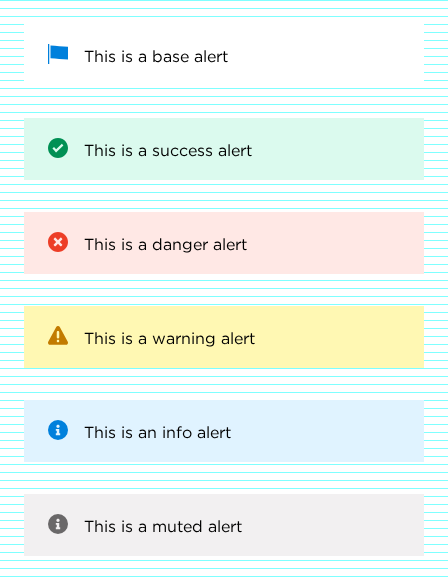 This is a base alert
This is a success alert
This is a danger alert
This is a warning alert
This is an info alert
This is a muted alert